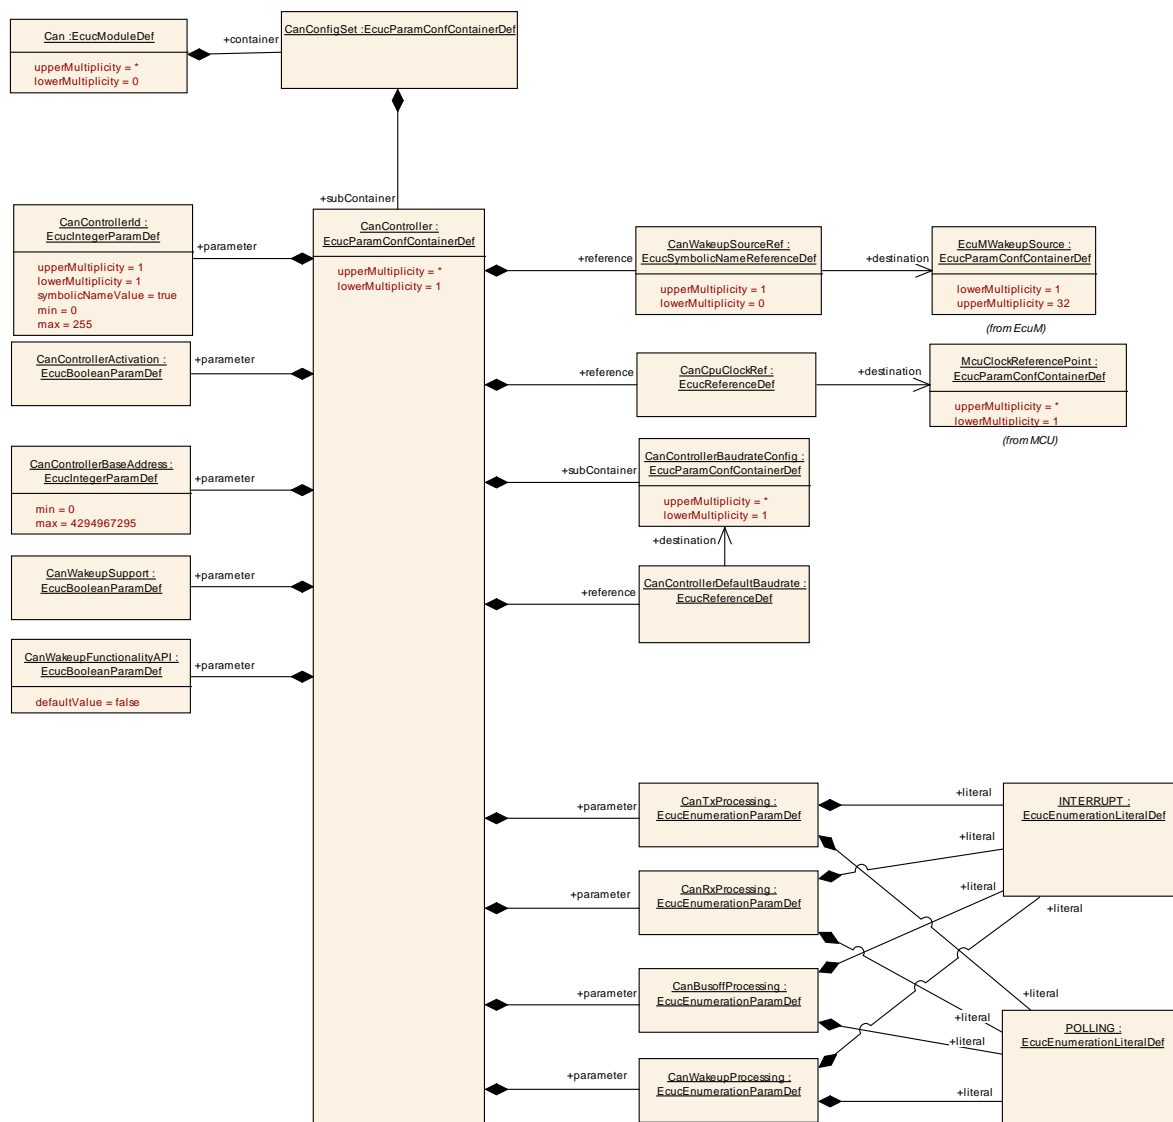 Can :EcucModuleDef
upperMultiplicity = *
lowerMultiplicity = 0
+container
CanConfigSet :EcucParamConfContainerDef
+subContainer
CanControllerId :
EcucIntegerParamDef
upperMultiplicity = 1
lowerMultiplicity = 1
symbolicNameValue = true
min = 0
max = 255
+parameter
CanController :
EcucParamConfContainerDef
upperMultiplicity = *
lowerMultiplicity = 1
+reference
CanWakeupSourceRef :
EcucSymbolicNameReferenceDef
upperMultiplicity = 1
lowerMultiplicity = 0
+destination
EcuMWakeupSource :
EcucParamConfContainerDef
lowerMultiplicity = 1
upperMultiplicity = 32
(from EcuM)
CanControllerActivation :
EcucBooleanParamDef
+parameter
+reference
CanCpuClockRef :
EcucReferenceDef
+destination
McuClockReferencePoint :
EcucParamConfContainerDef
upperMultiplicity = *
lowerMultiplicity = 1
(from MCU)
CanControllerBaseAddress :
EcucIntegerParamDef
min = 0
max = 4294967295
+parameter
+subContainer
CanControllerBaudrateConfig :
EcucParamConfContainerDef
upperMultiplicity = *
lowerMultiplicity = 1
+destination
CanWakeupSupport :
EcucBooleanParamDef
+parameter
+reference
CanControllerDefaultBaudrate :
EcucReferenceDef
CanWakeupFunctionalityAPI :
EcucBooleanParamDef
defaultValue = false
+parameter
+parameter
CanTxProcessing :
EcucEnumerationParamDef
+literal
INTERRUPT :
EcucEnumerationLiteralDef
+literal
+parameter
CanRxProcessing :
EcucEnumerationParamDef
+literal
+literal
+parameter
CanBusoffProcessing :
EcucEnumerationParamDef
+literal
+literal
+literal
POLLING :
EcucEnumerationLiteralDef
+parameter
CanWakeupProcessing :
EcucEnumerationParamDef
+literal